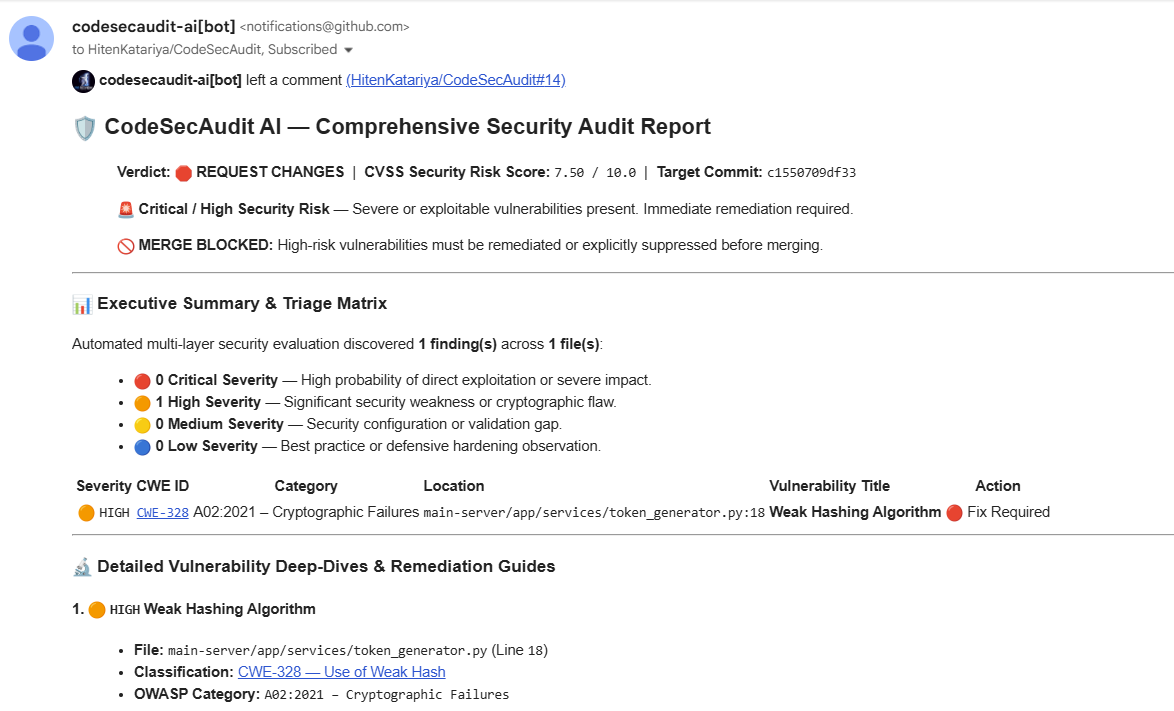 codesecaudit-ai[bot] <notifications@github.com>
to HitenKatariya/CodeSecAudit, Subscribed
codesecaudit-ai[bot] left a comment (HitenKatariya/CodeSecAudit#14)
CodeSecAudit AI — Comprehensive Security Audit Report
Verdict: REQUEST CHANGES | CVSS Security Risk Score: 7.50 / 10.0 | Target Commit: c1550709df33
Critical / High Security Risk — Severe or exploitable vulnerabilities present. Immediate remediation required.
MERGE BLOCKED: High-risk vulnerabilities must be remediated or explicitly suppressed before merging.
Executive Summary & Triage Matrix
Automated multi-layer security evaluation discovered 1 finding(s) across 1 file(s):
• 0 Critical Severity — High probability of direct exploitation or severe impact.
• 1 High Severity — Significant security weakness or cryptographic flaw.
• 0 Medium Severity — Security configuration or validation gap.
• 0 Low Severity — Best practice or defensive hardening observation.
Severity CWE ID Category Location Vulnerability Title Action
HIGH CWE-328 A02:2021 – Cryptographic Failures main-server/app/services/token_generator.py:18 Weak Hashing Algorithm Fix Required
Detailed Vulnerability Deep-Dives & Remediation Guides
1. HIGH Weak Hashing Algorithm
• File: main-server/app/services/token_generator.py (Line 18)
• Classification: CWE-328 — Use of Weak Hash
• OWASP Category: A02:2021 – Cryptographic Failures